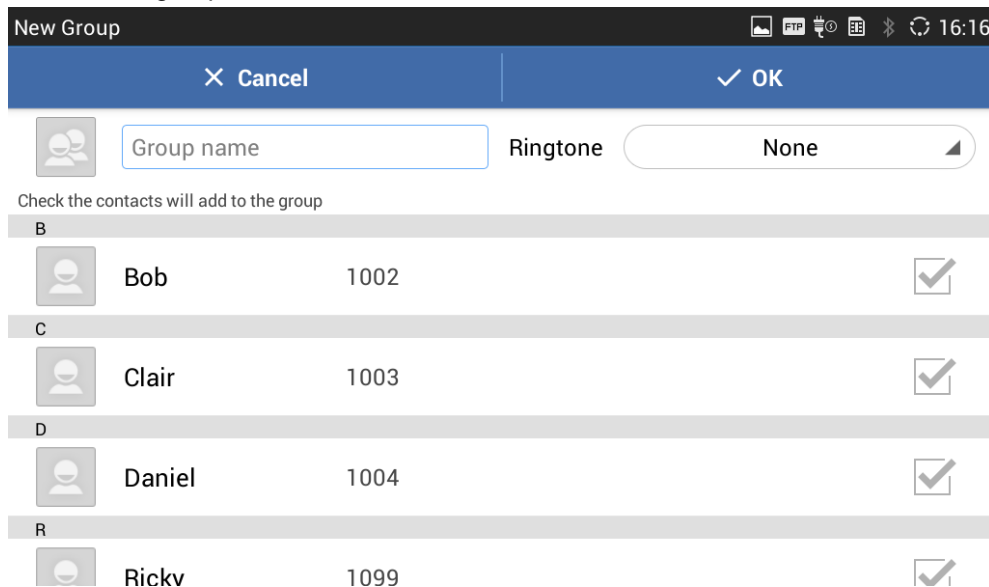 New Group FTP 16:16
Cancel OK
Group name Ringtone None
Check the contacts will add to the group
B
Bob 1002
C
Clair 1003
D
Daniel 1004
R
Ricky 1099